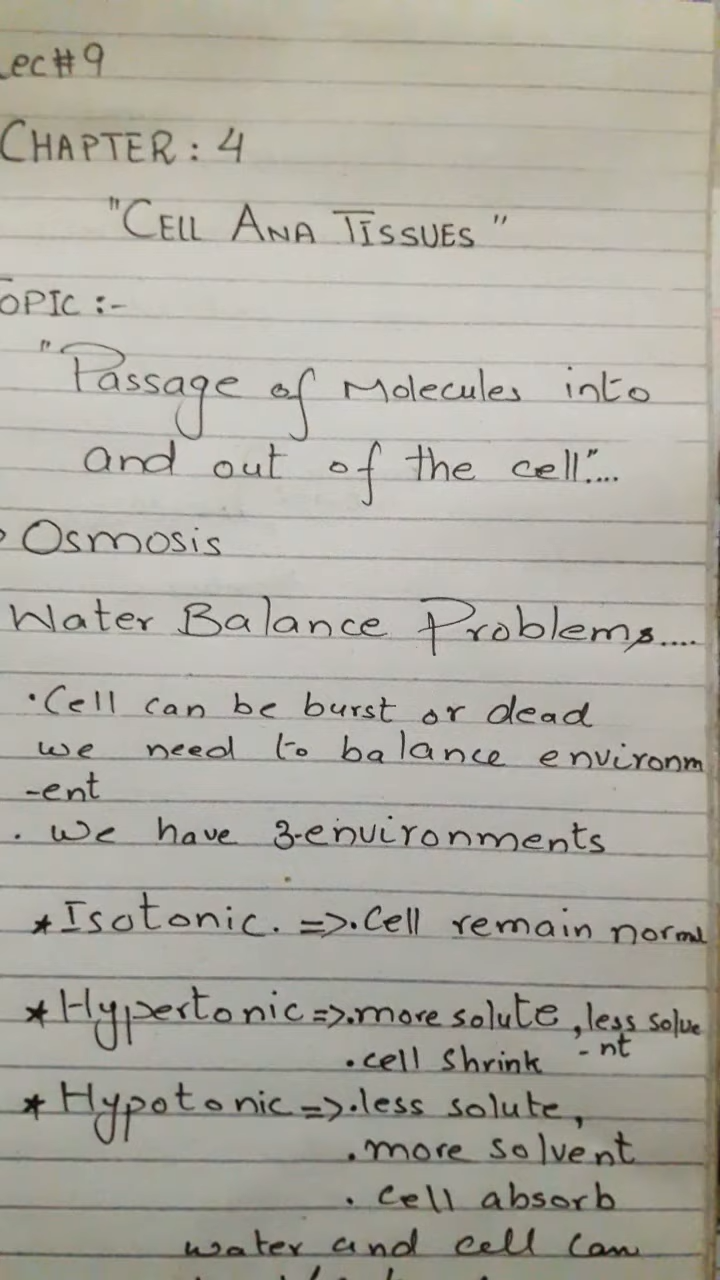 Lec#9
CHAPTER: 4
"CELL ANA TISSUES"
TOPIC :-
"Passage of Molecules into
and out of the cell"....
Osmosis
Water Balance Problems....
• Cell can be burst or dead
we need to balance environm
-ent
. We have 3-environments
* Isotonic. =>. Cell remain normal
* Hypertonic =>. more solute, less solve
-nt
. cell shrink
* Hypotonic =>. less solute,
. more solvent
. cell absorb
water and cell can